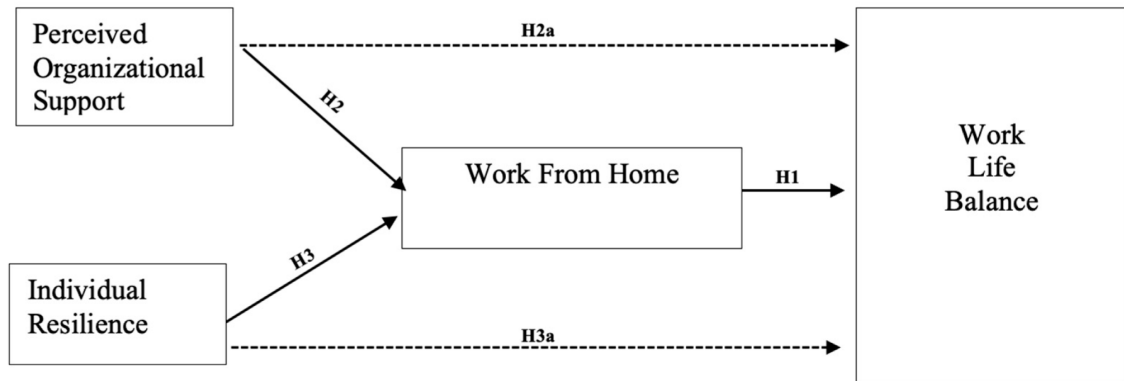 Perceived
Organizational
Support
H2a
H2
Work From Home
H1
Work
Life
Balance
H3
Individual
Resilience
H3a